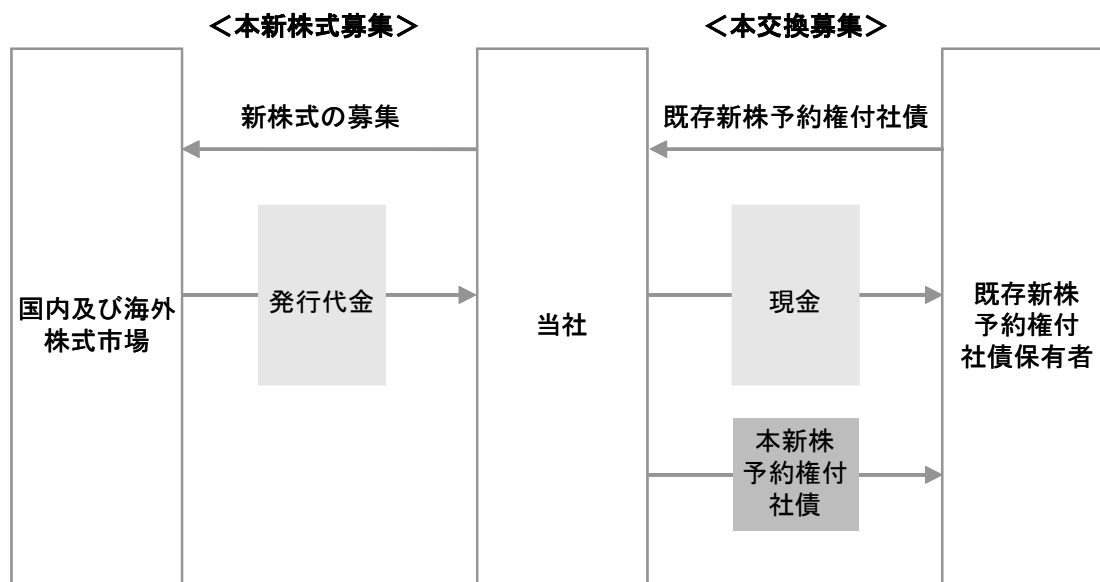 <本新株式募集>
<本交換募集>
新株式の募集
既存新株予約権付社債
国内及び海外
株式市場
発行代金
当社
現金
既存新株
予約権付
社債保有者
本新株
予約権付
社債